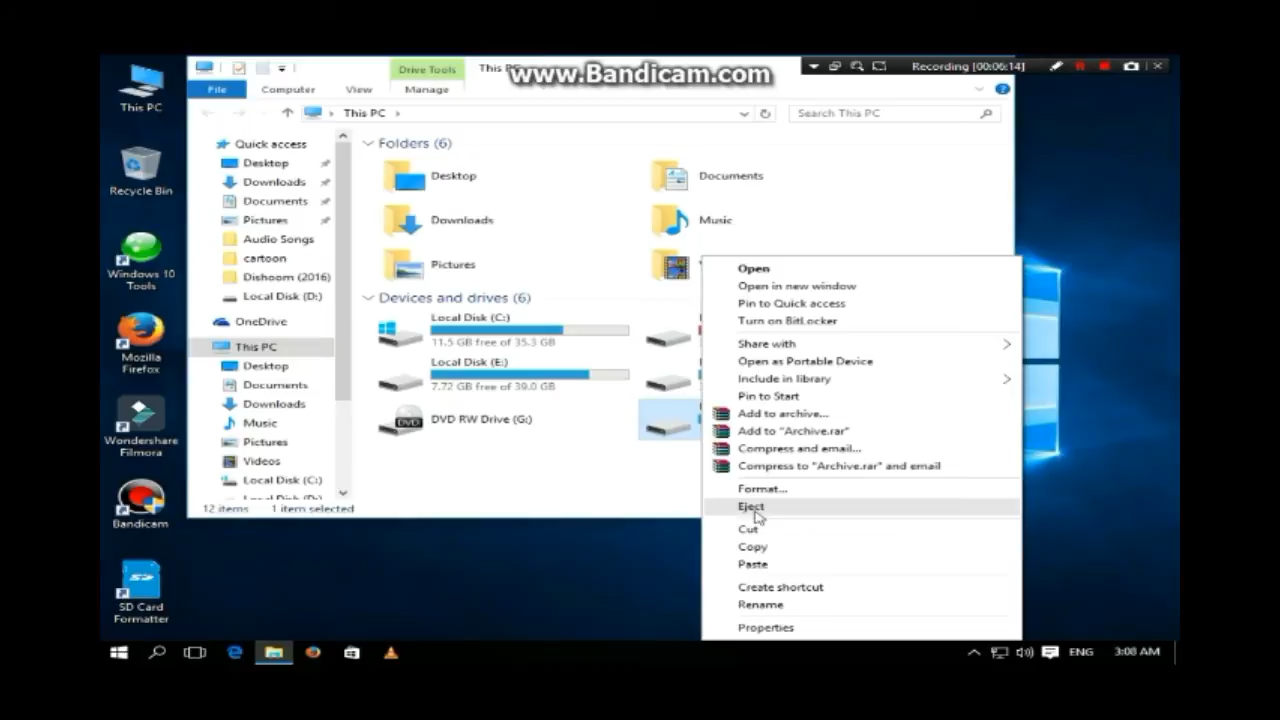 www.Bandicam.com
Recording [00:06:14]
Drive Tools
This PC
File
Computer
View
Manage
This PC
Search This PC
Quick access
Desktop
Downloads
Documents
Pictures
Audio Songs
cartoon
Dishoom (2016)
Local Disk (D:)
OneDrive
This PC
Desktop
Documents
Downloads
Music
Pictures
Videos
Local Disk (C:)
Local Disk (D:)
12 items
1 item selected
Folders (6)
Desktop
Documents
Downloads
Music
Pictures
Devices and drives (6)
Local Disk (C:)
11.5 GB free of 35.3 GB
Local Disk (E:)
7.72 GB free of 39.0 GB
DVD RW Drive (G:)
DVD
Open
Open in new window
Pin to Quick access
Turn on BitLocker
Share with
Open as Portable Device
Include in library
Pin to Start
Add to archive...
Add to "Archive.rar"
Compress and email...
Compress to "Archive.rar" and email
Format...
Eject
Cut
Copy
Paste
Create shortcut
Rename
Properties
This PC
Recycle Bin
Windows 10
Tools
Mozilla
Firefox
Wondershare
Filmora
Bandicam
SD
SD Card
Formatter
ENG
3:08 AM